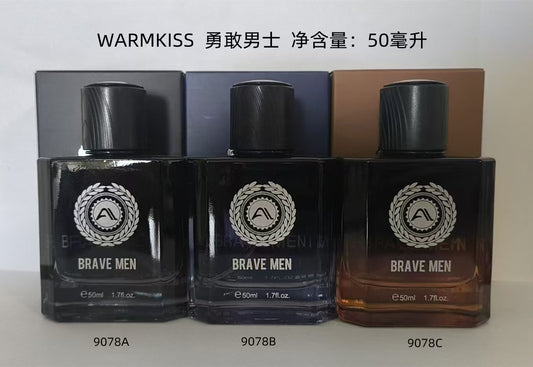 WARMKISS 勇敢男士 净含量：50毫升
BRAVE MEN
℮50ml 1.7fl.oz.
BRAVE MEN
℮50ml 1.7fl.oz.
BRAVE MEN
℮50ml 1.7fl.oz.
9078A
9078B
9078C